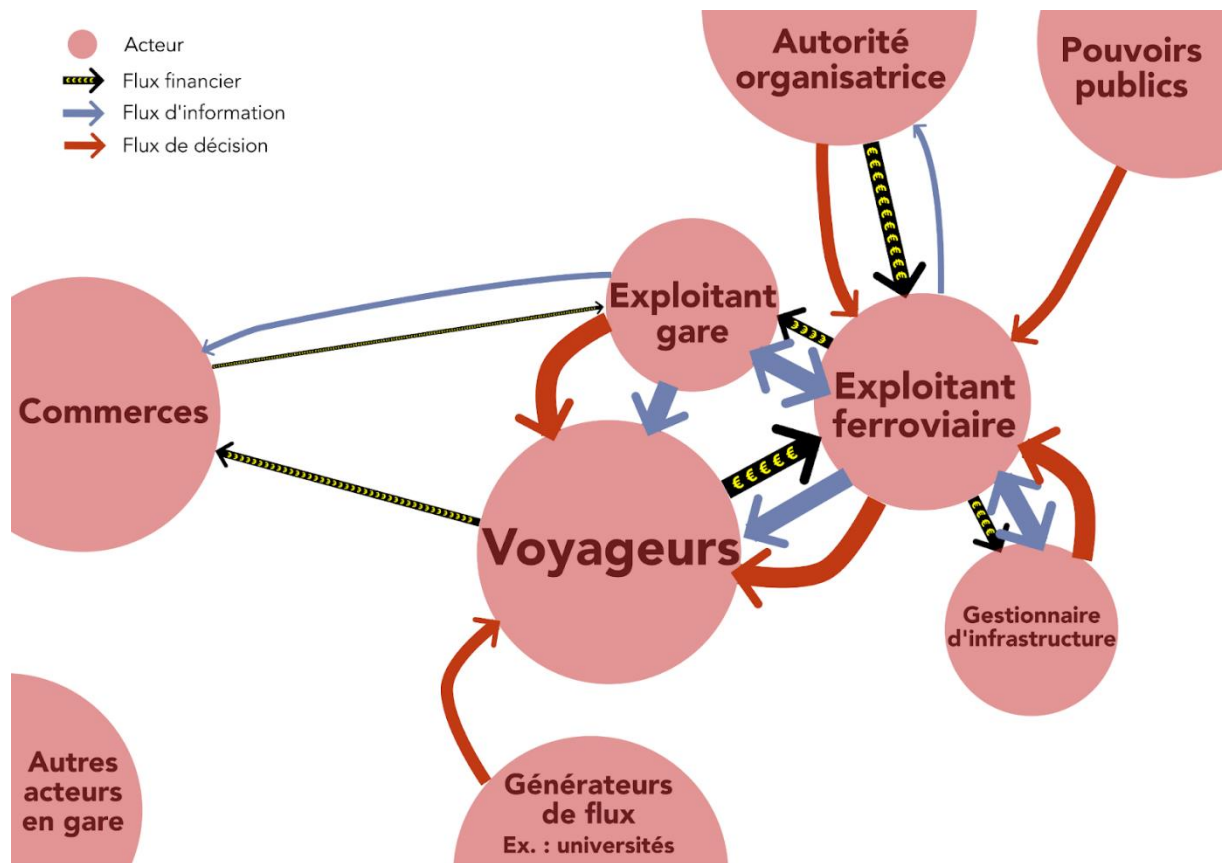 Acteur
Flux financier
Flux d'information
Flux de décision
Autorité
organisatrice
Pouvoirs
publics
Exploitant
gare
Commerces
Exploitant
ferroviaire
Voyageurs
Gestionnaire
d'infrastructure
Autres
acteurs
en gare
Générateurs
de flux
Ex. : universités